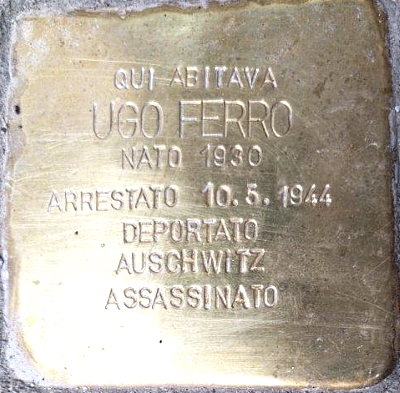 QUI ABITAVA
UGO FERRO
NATO 1930
ARRESTATO 10.5.1944
DEPORTATO
AUSCHWITZ
ASSASSINATO